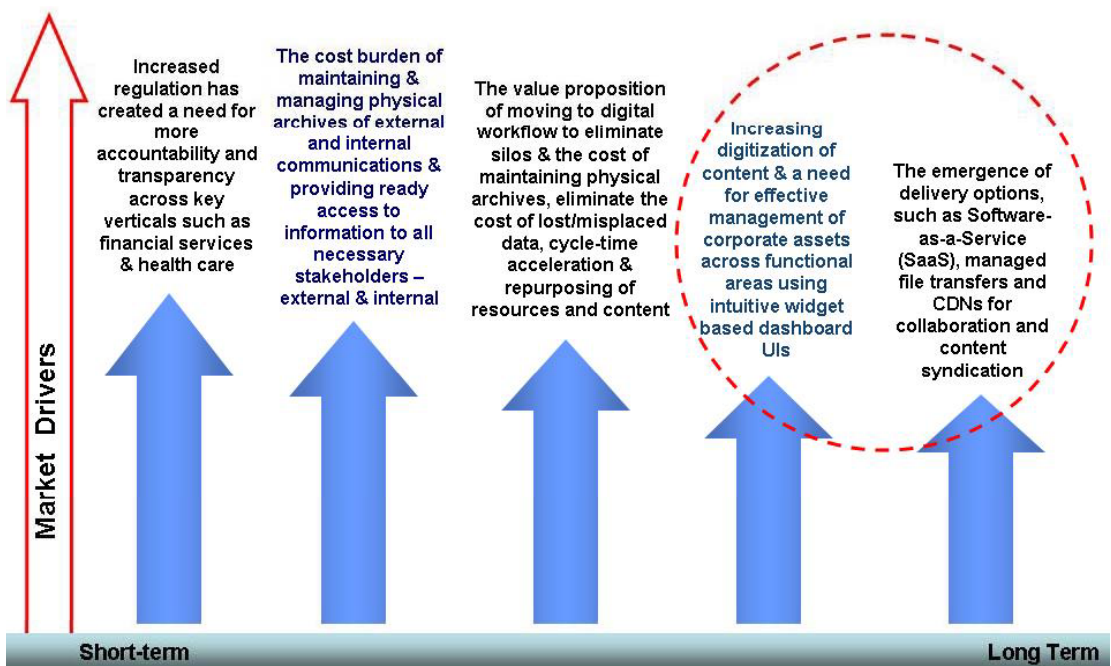 Market Drivers
Increased
regulation has
created a need for
more
accountability and
transparency
across key
verticals such as
financial services
& health care
The cost burden of
maintaining &
managing physical
archives of external
and internal
communications &
providing ready
access to
information to all
necessary
stakeholders –
external & internal
The value proposition
of moving to digital
workflow to eliminate
silos & the cost of
maintaining physical
archives, eliminate the
cost of lost/misplaced
data, cycle-time
acceleration &
repurposing of
resources and content
Increasing
digitization of
content & a need
for effective
management of
corporate assets
across functional
areas using
intuitive widget
based dashboard
UIs
The emergence of
delivery options,
such as Software-
as-a-Service
(SaaS), managed
file transfers and
CDNs for
collaboration and
content
syndication
Short-term
Long Term